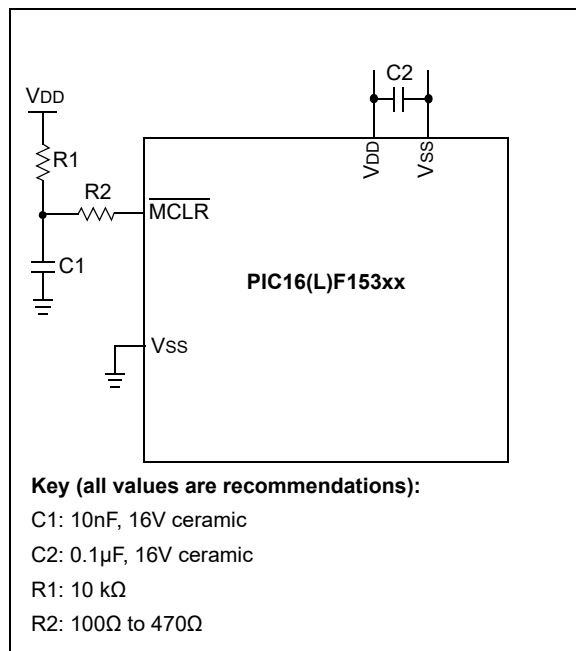 C2
VDD
R1
VDD
VSS
R2
MCLR
C1
PIC16(L)F153xx
VSS
Key (all values are recommendations):
C1: 10nF, 16V ceramic
C2: 0.1µF, 16V ceramic
R1: 10 kΩ
R2: 100Ω to 470Ω